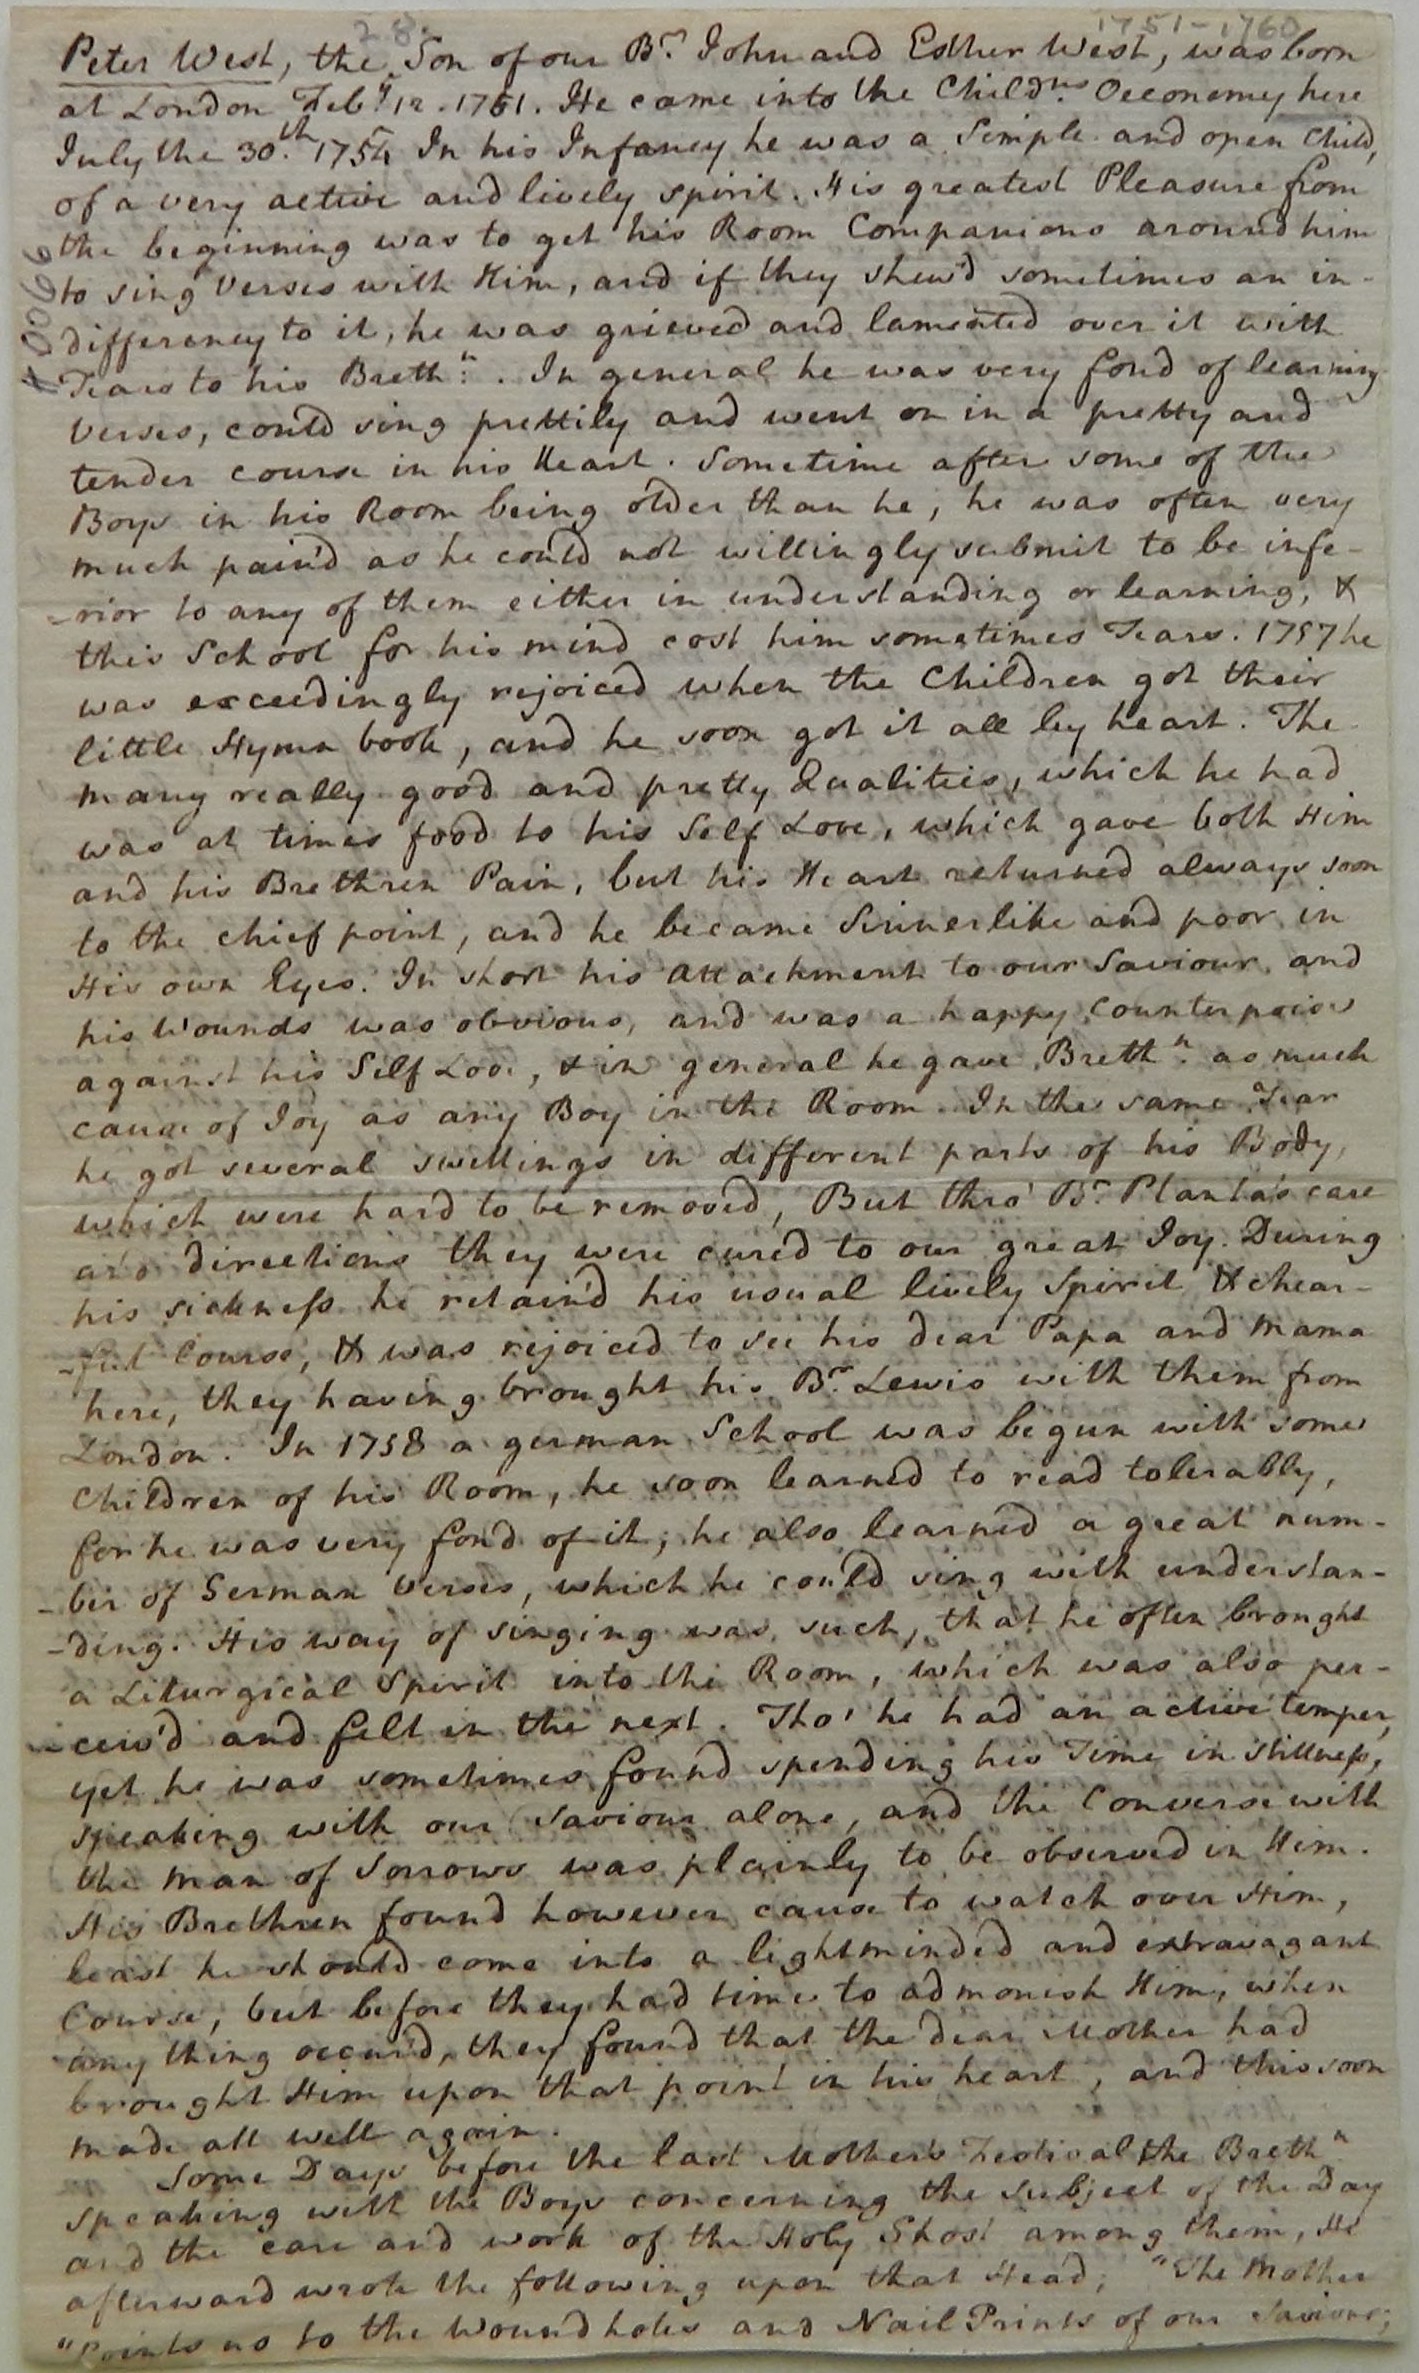 28.
1751-1760
Peter West, the Son of our Br. John and Esther West, was born
at London Feby. 12. 1751. He came into the Childns. Oeconomy here
July the 30th. 1754 In his Infancy he was a Simple and open Child,
of a very active and lively spirit. His greatest Pleasure from
the beginning was to get his Room Companions around him
to sing Verses with Him, and if they shew'd sometimes an in-
differency to it, he was grieved and lamented over it with
Tears to his Brethn. In general he was very fond of learning
Verses, could sing prettily and went on in a pretty and
tender course in his Heart. Sometime after some of the
Boys in his Room being older than he, he was often very
much pain'd as he could not willingly submit to be infe-
-rior to any of them either in understanding or learning, &
this School for his mind cost him sometimes Tears. 1757 he
was exceedingly rejoiced when the Children got their
little Hymn book, and he soon got it all by heart. The
many really good and pretty Qualities, which he had
was at times food to his Self Love, which gave both Him
and his Brethren Pain, but his Heart returned always soon
to the chief point, and he became Sinnerlike and poor in
His own Eyes. In short his attachment to our Saviour and
his Wounds was obvious, and was a happy Counterpoise
against his Self Love, & in general he gave Brethn. as much
cause of Joy as any Boy in the Room. In the same Year
he got several swellings in different parts of his Body,
which were hard to be removed, But thro' Br. Planta's care
and directions they were cured to our great Joy. During
his sickness he retain'd his usual lively Spirit & chear-
-ful Course, & was rejoiced to see his dear Papa and Mama
here, they having brought his Br. Lewis with them from
London. In 1758 a german School was begun with some
Children of his Room, he soon learned to read tolerably,
for he was very fond of it, he also learned a great num-
-ber of German Verses, which he could sing with understan-
-ding. His way of singing was such, that he often brought
a Liturgical Spirit into the Room, which was also per-
-ceiv'd and felt in the next. Tho' he had an active temper,
yet he was sometimes found spending his Time in stillness,
speaking with our Saviour alone, and the Converse with
the Man of Sorrows was plainly to be observed in Him.
His Brethren found however cause to watch over Him,
least he should come into a lightminded and extravagant
Course, but before they had time to admonish Him, when
any thing occur'd, they found that the dear Mother had
brought Him upon that point in his heart, and this soon
made all well again.
Some Days before the last Mother's Festival the Brethn
speaking with the Boys concerning the subject of the Day
and the care and work of the Holy Ghost among them, He
afterward wrote the following upon that Head; "The Mother
"Points us to the Wound holes and Nail Prints of our Saviour;